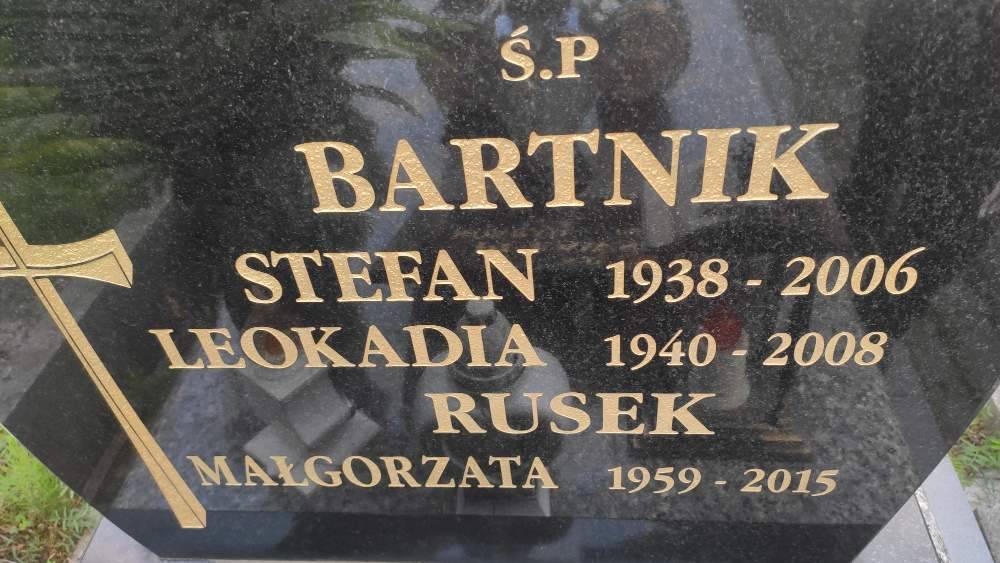 Ś.P
BARTNIK
STEFAN 1938 - 2006
LEOKADIA 1940 - 2008
RUSEK
MAŁGORZATA 1959 - 2015